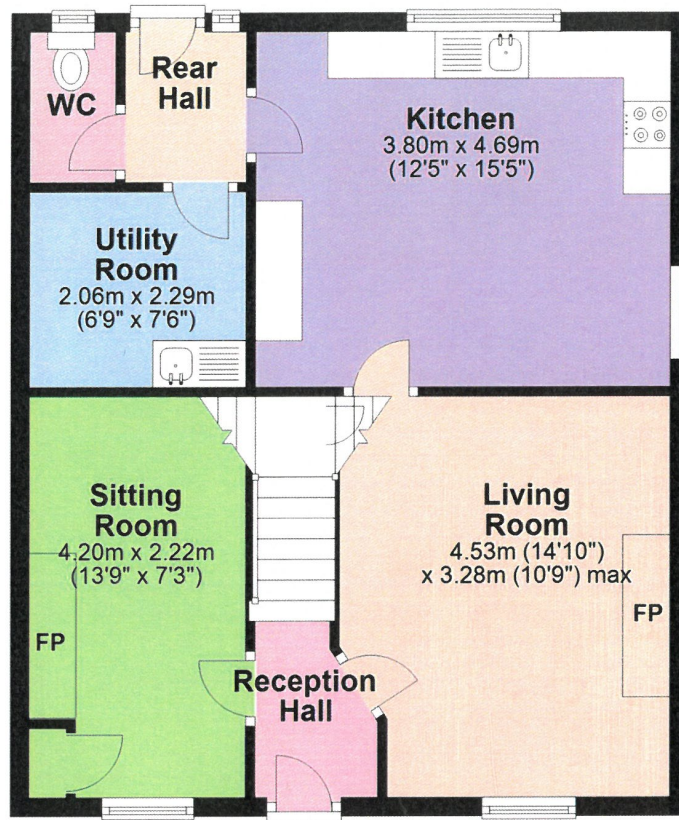 WC
Rear
Hall
Kitchen
3.80m x 4.69m
(12'5" x 15'5")
Utility
Room
2.06m x 2.29m
(6'9" x 7'6")
Sitting
Room
4.20m x 2.22m
(13'9" x 7'3")
FP
Living
Room
4.53m (14'10")
x 3.28m (10'9") max
FP
Reception
Hall